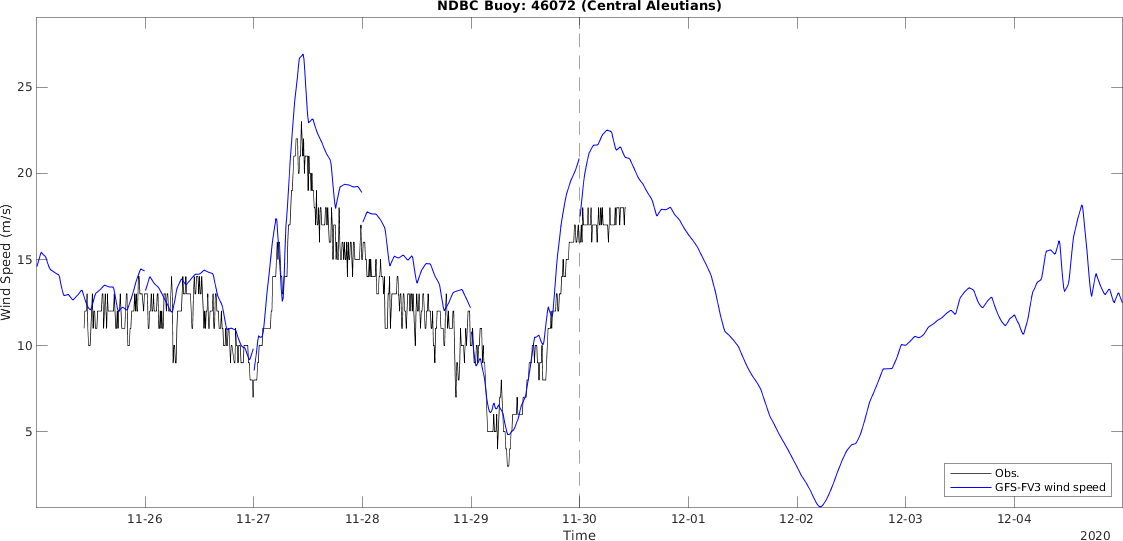 NDBC Buoy: 46072 (Central Aleutians)
25
20
15
10
5
Wind Speed (m/s)
Obs.
GFS-FV3 wind speed
11-26 11-27 11-28 11-29 11-30 12-01 12-02 12-03 12-04
Time
2020